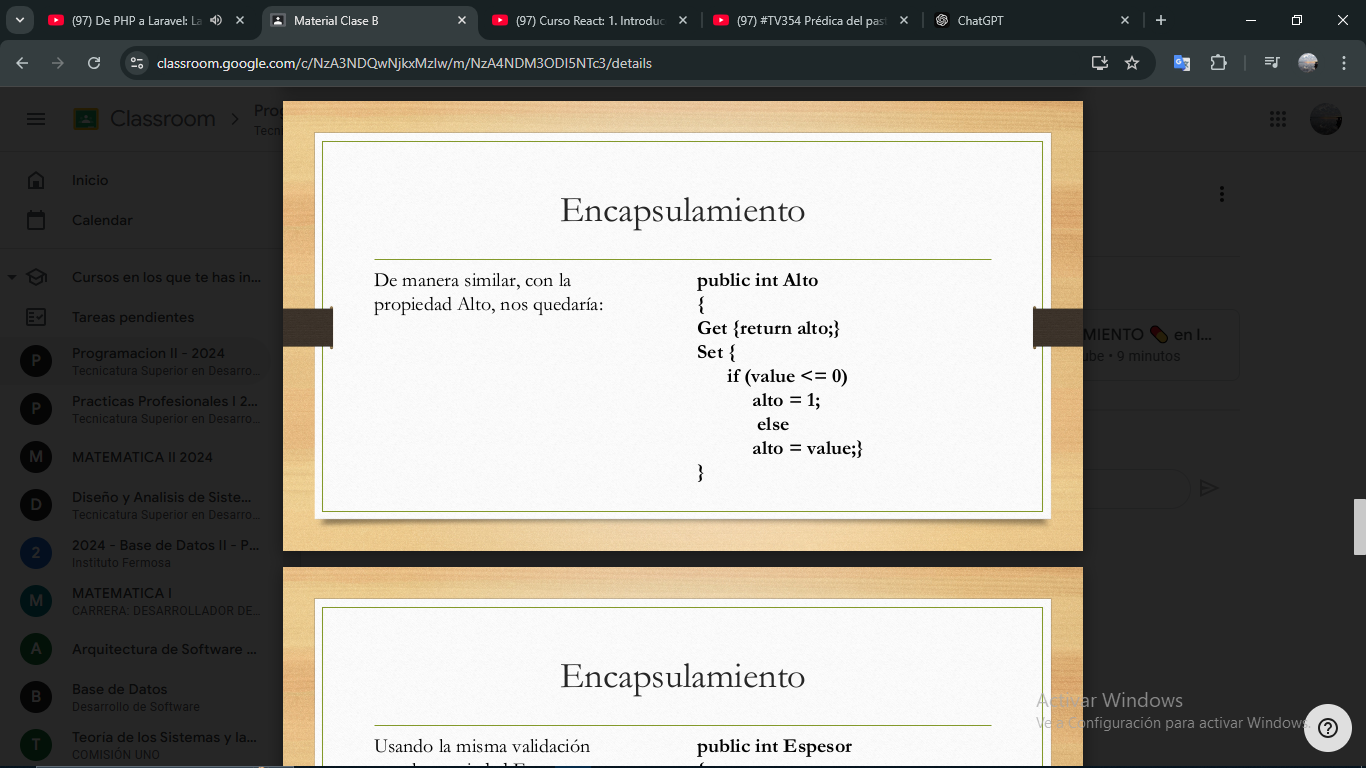 (97) De PHP a Laravel: La
Material Clase B
(97) Curso React: 1. Introduc
(97) #TV354 Prédica del past
ChatGPT
classroom.google.com/c/NzA3NDQwNjkxMzIw/m/NzA4NDM3ODI5NTc3/details
Classroom
Prog
Tecn
Inicio
Calendar
Cursos en los que te has in...
Tareas pendientes
P
Programacion II - 2024
Tecnicatura Superior en Desarro...
P
Practicas Profesionales I 2...
Tecnicatura Superior en Desarro...
M
MATEMATICA II 2024
D
Diseño y Analisis de Siste...
Tecnicatura Superior en Desarro...
2
2024 - Base de Datos II - P...
Instituto Fermosa
M
MATEMATICA I
CARRERA: DESARROLLADOR DE...
A
Arquitectura de Software ...
B
Base de Datos
Desarrollo de Software
T
Teoria de los Sistemas y la...
COMISIÓN UNO
Encapsulamiento
De manera similar, con la
propiedad Alto, nos quedaría:
public int Alto
{
Get {return alto;}
Set {
if (value <= 0)
alto = 1;
else
alto = value;}
}
MIENTO 💊 en l...
ube • 9 minutos
Encapsulamiento
Usando la misma validación
public int Espesor
Activar Windows
Ve a Configuración para activar Windows.